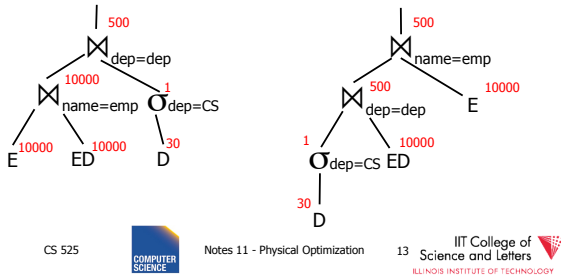 500
⋈ dep=dep
10000
⋈ name=emp
1
σ dep=CS
E 10000
ED 10000
30
D
500
⋈ name=emp
500
⋈ dep=dep
10000
E
1
σ dep=CS
10000
ED
30
D
CS 525
COMPUTER
SCIENCE
Notes 11 - Physical Optimization
13
IIT College of
Science and Letters
ILLINOIS INSTITUTE OF TECHNOLOGY